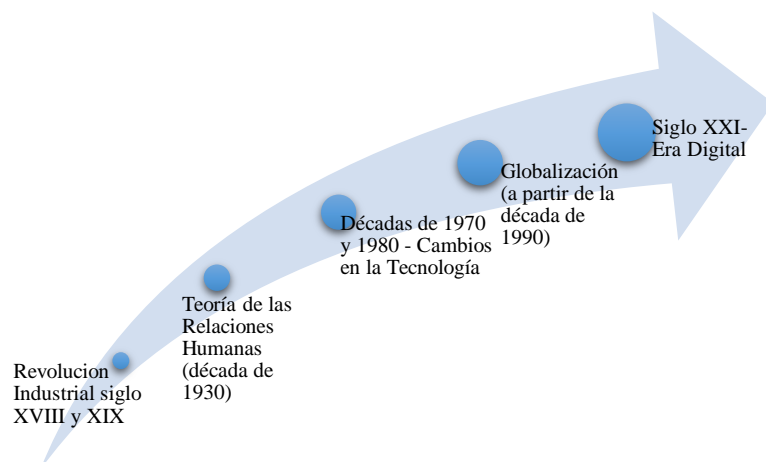 Revolucion
Industrial siglo
XVIII y XIX
Teoría de las
Relaciones
Humanas
(década de
1930)
Décadas de 1970
y 1980 - Cambios
en la Tecnología
Globalización
(a partir de la
década de
1990)
Siglo XXI-
Era Digital